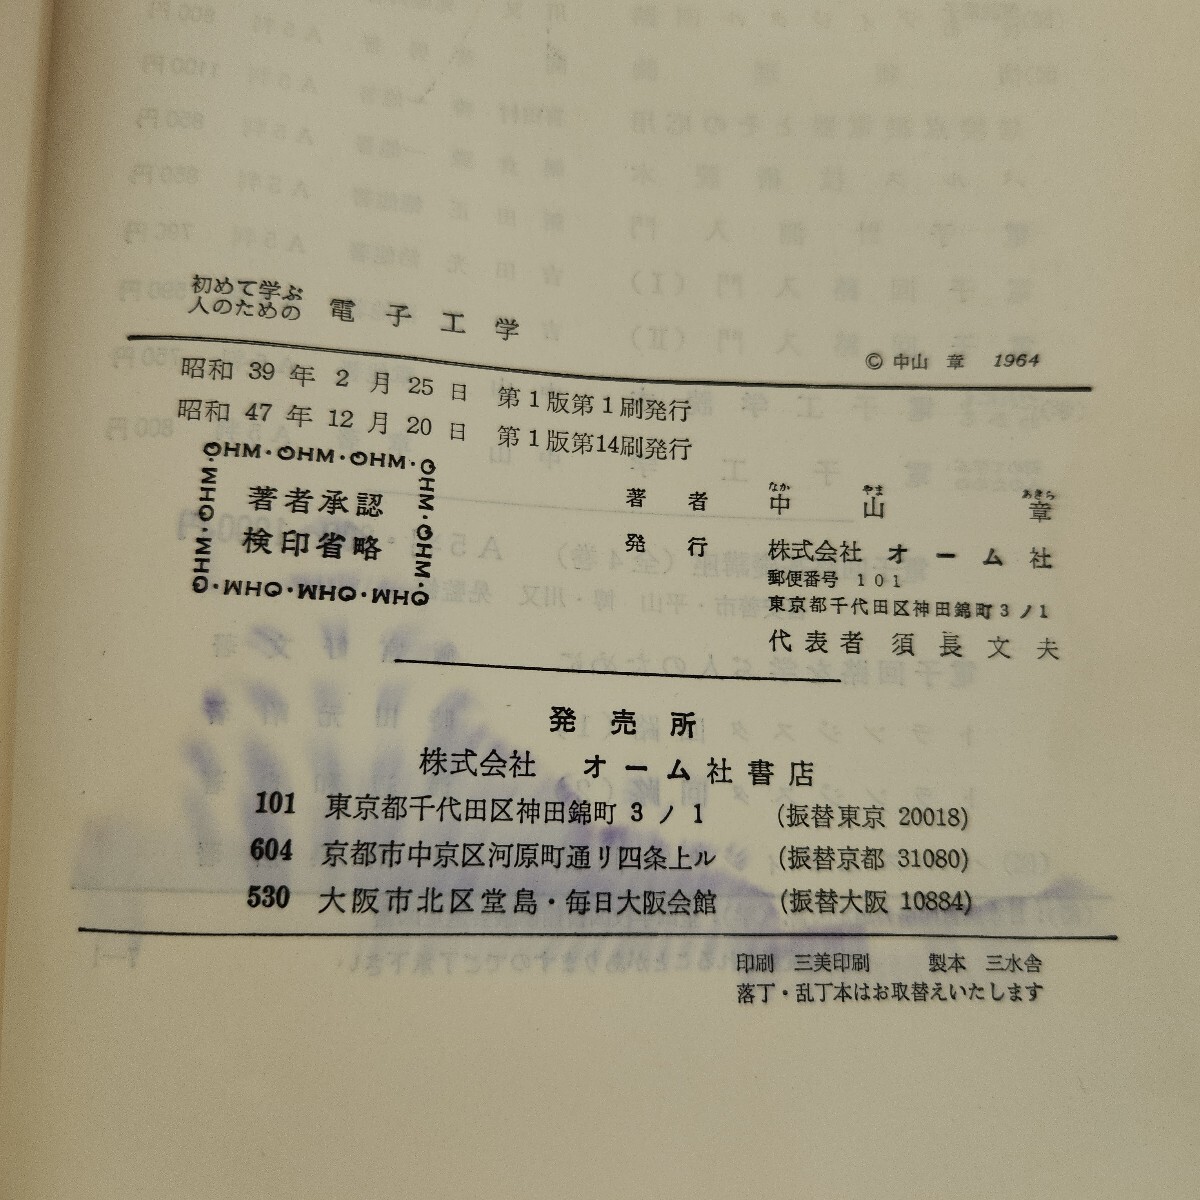 初めて学ぶ
人のための 電子工学
© 中山 章 1964
昭和 39 年 2 月 25 日 第1版第1刷発行
昭和 47 年 12 月 20 日 第1版第14刷発行
OHM・OHM・OHM・O
HM・OHM・OHM
著者承認
検印省略
OHM・OHM・OHM・O
著者 中山章
なか やま あきら
発行 株式会社 オーム社
郵便番号 101
東京都千代田区神田錦町3ノ1
代表者 須長文夫
発売所
株式会社 オーム社書店
101 東京都千代田区神田錦町 3 ノ 1 (振替東京 20018)
604 京都市中京区河原町通リ四条上ル (振替京都 31080)
530 大阪市北区堂島・毎日大阪会館 (振替大阪 10884)
印刷 三美印刷 製本 三水舎
落丁・乱丁本はお取替えいたします